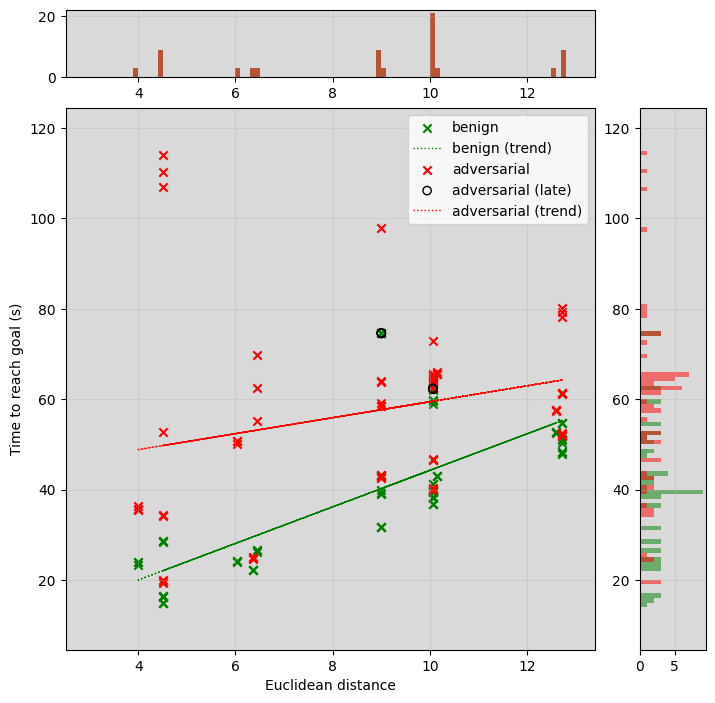 20
0
4 6 8 10 12
120
100
80
60
40
20
Time to reach goal (s)
benign
benign (trend)
adversarial
adversarial (late)
adversarial (trend)
4 6 8 10 12
Euclidean distance
120
100
80
60
40
20
0 5